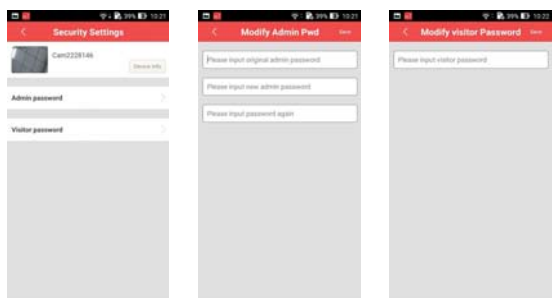 39% 10:21
Security Settings
Cam2228146
Device Info
Admin password
Visitor password
39% 10:21
Modify Admin Pwd
Save
Please input original admin password
Please input new admin password
Please input password again
39% 10:22
Modify visitor Password
Save
Please input visitor password